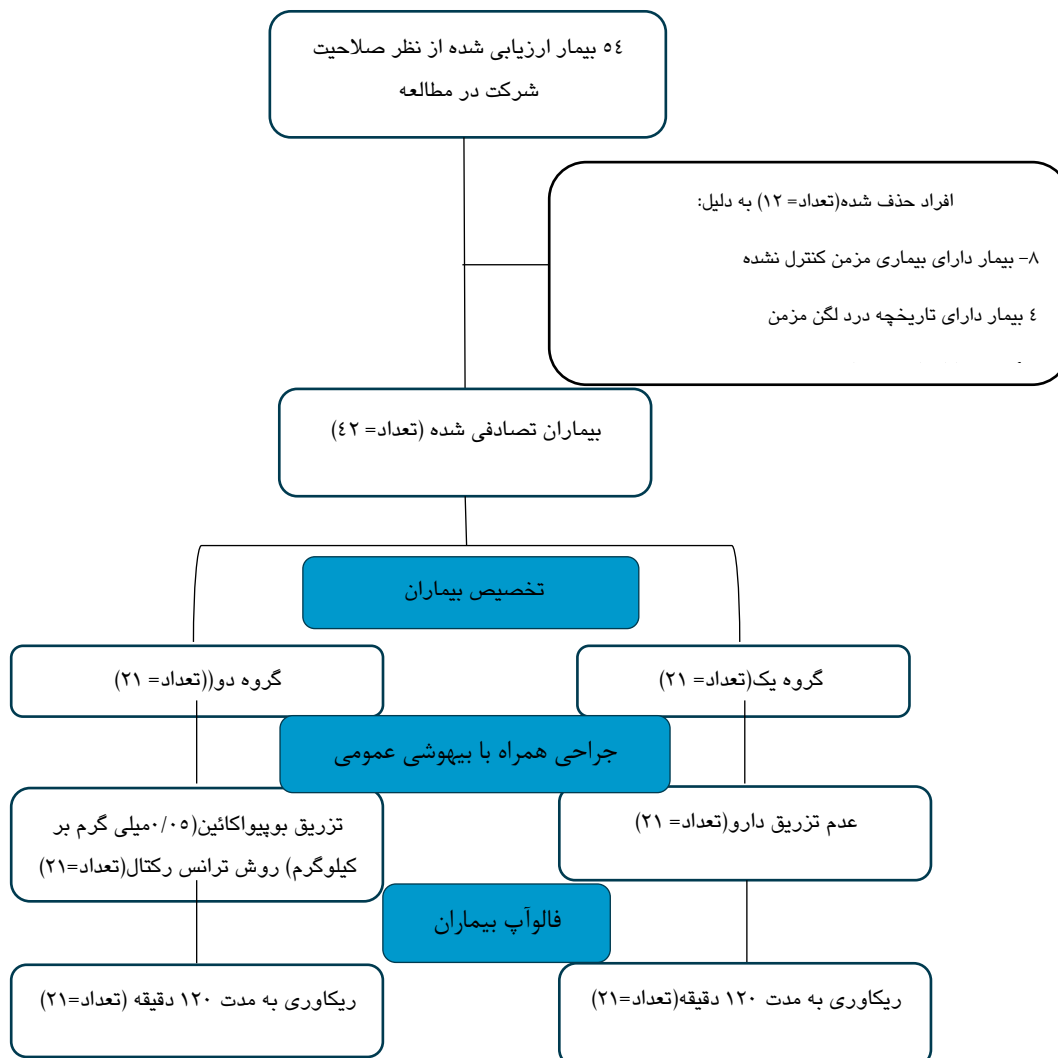 ٥٤ بیمار ارزیابی شده از نظر صلاحیت
شرکت در مطالعه
افراد حذف شده(تعداد= ١٢) به دلیل:
٨- بیمار دارای بیماری مزمن کنترل نشده
٤ بیمار دارای تاریخچه درد لگن مزمن
.
بیماران تصادفی شده (تعداد= ٤٢)
تخصیص بیماران
گروه یک(تعداد= ٢١)
گروه دو((تعداد= ٢١)
جراحی همراه با بیهوشی عمومی
عدم تزریق دارو(تعداد= ٢١)
تزریق بوپیواکائین(٠/٠٥میلی گرم بر
کیلوگرم) روش ترانس رکتال(تعداد=٢١)
فالوآپ بیماران
ریکاوری به مدت ١٢٠ دقیقه(تعداد=٢١)
ریکاوری به مدت ١٢٠ دقیقه (تعداد=٢١)